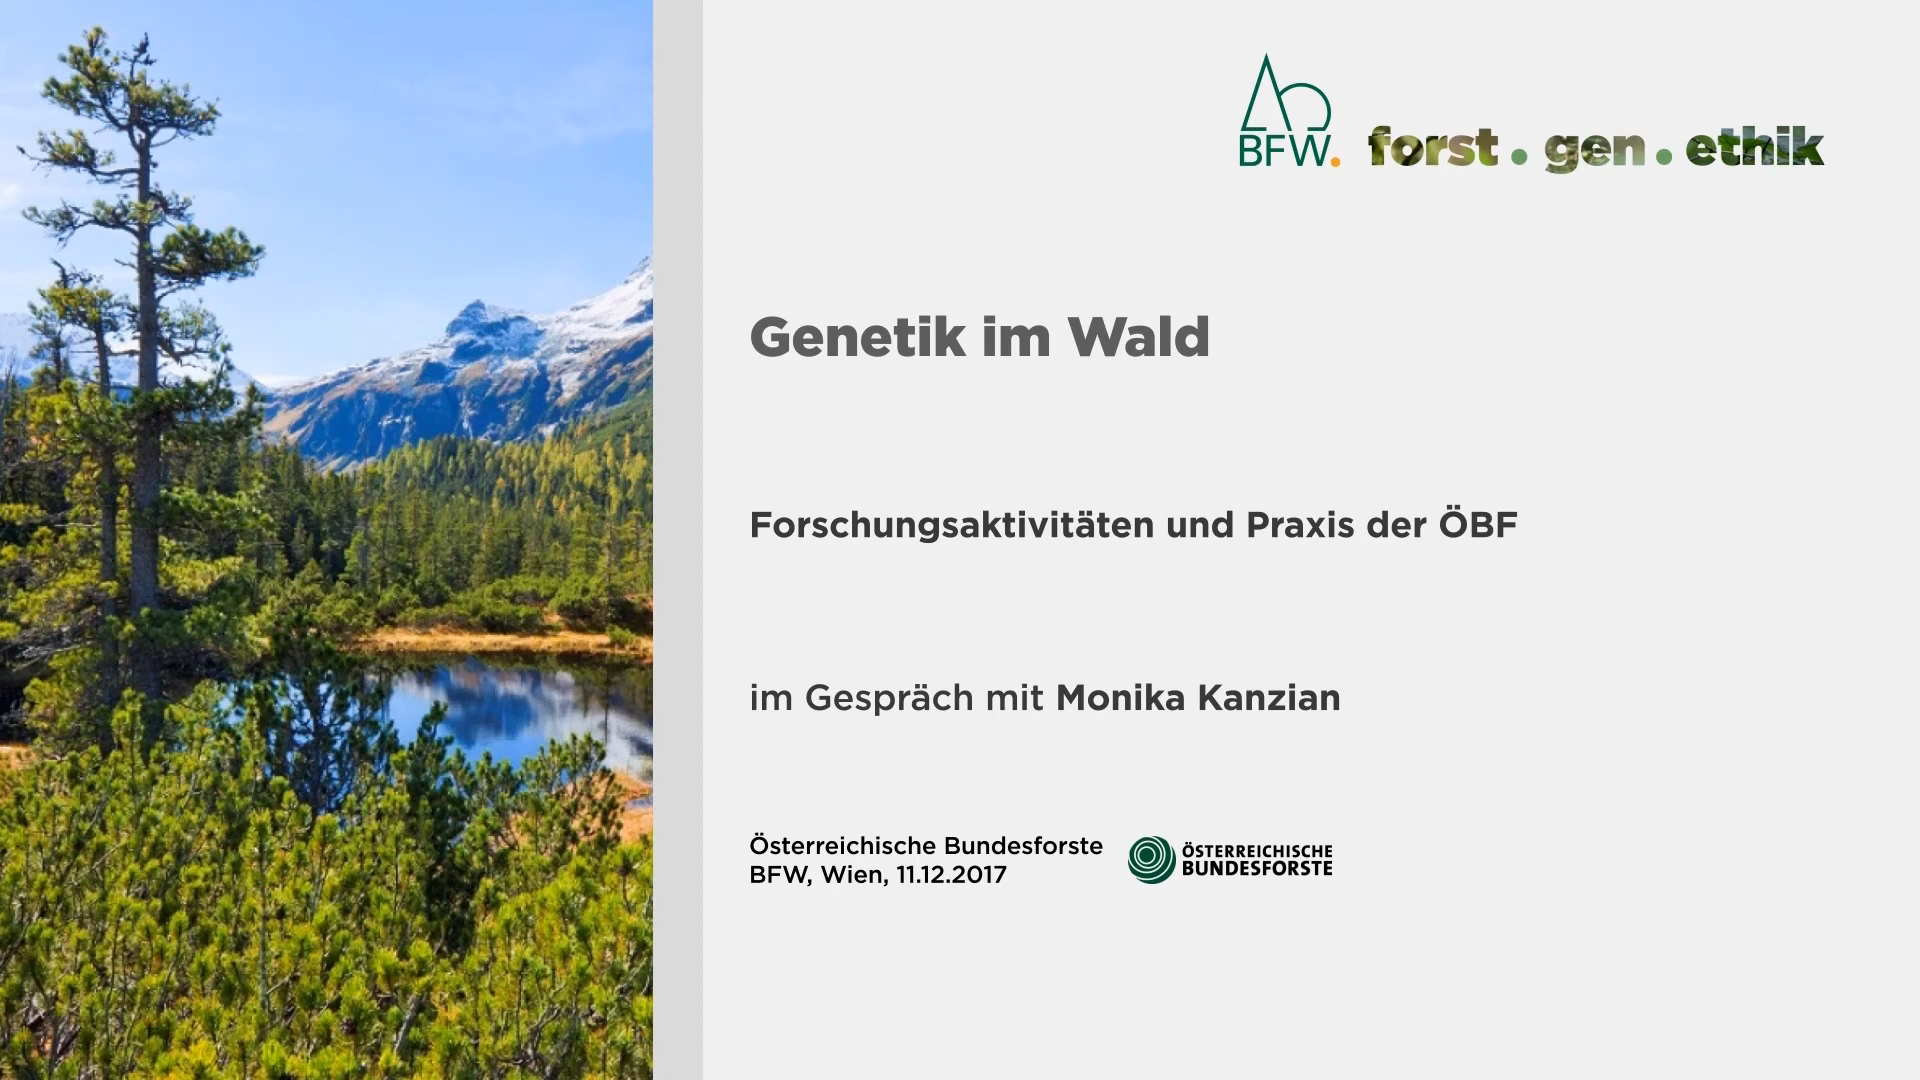 BFW.
forst . gen . ethik
Genetik im Wald
Forschungsaktivitäten und Praxis der ÖBF
im Gespräch mit Monika Kanzian
Österreichische Bundesforste
BFW, Wien, 11.12.2017
ÖSTERREICHISCHE
BUNDESFORSTE